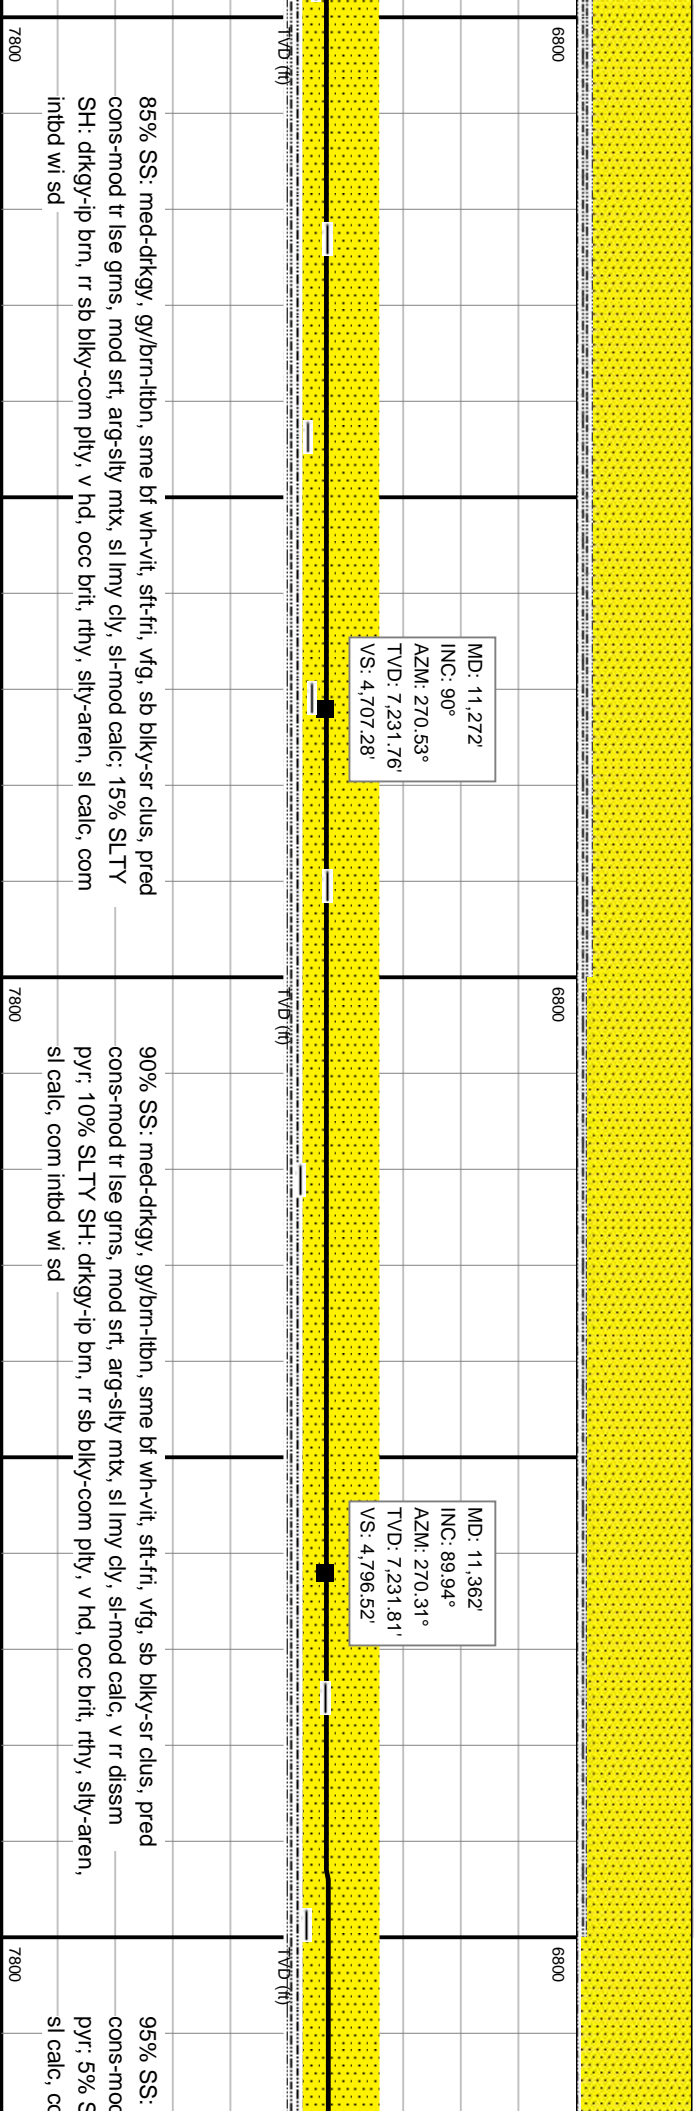 6800
TVD (ft)
7800
MD: 11,272'
INC: 90°
AZM: 270.53°
TVD: 7,231.76'
VS: 4,707.28'
85% SS: med-drkgy, gy/brn-ltbn, sme bf wh-vit, sft-fri, vfg, sb blky-sr clus, pred
cons-mod tr lse grns, mod srt, arg-slty mtx, sl lmy cly, sl-mod calc; 15% SLTY
SH: drkgy-ip brn, rr sb blky-com plty, v hd, occ brit, rthy, slty-aren, sl calc, com
intbd wi sd
6800
TVD (ft)
7800
MD: 11,362'
INC: 89.94°
AZM: 270.31°
TVD: 7,231.81'
VS: 4,796.52'
90% SS: med-drkgy, gy/brn-ltbn, sme bf wh-vit, sft-fri, vfg, sb blky-sr clus, pred
cons-mod tr lse grns, mod srt, arg-slty mtx, sl lmy cly, sl-mod calc, v rr dissm
pyr; 10% SLTY SH: drkgy-ip brn, rr sb blky-com plty, v hd, occ brit, rthy, slty-aren,
sl calc, com intbd wi sd
6800
TVD (ft)
7800
95% SS:
cons-mod
pyr; 5% S
sl calc, co